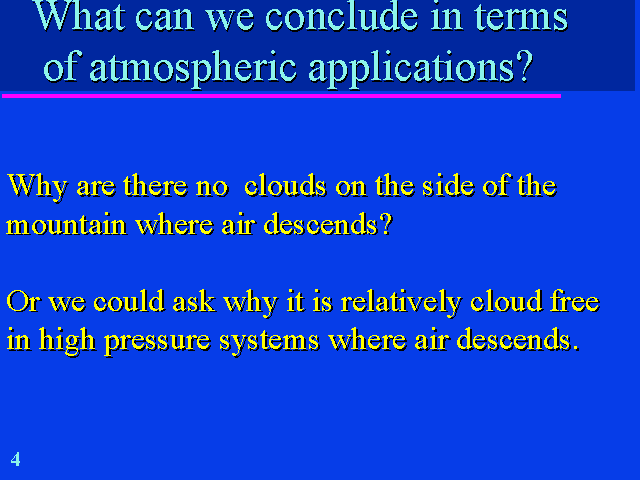 What can we conclude in terms
of atmospheric applications?
Why are there no clouds on the side of the
mountain where air descends?
Or we could ask why it is relatively cloud free
in high pressure systems where air descends.
4